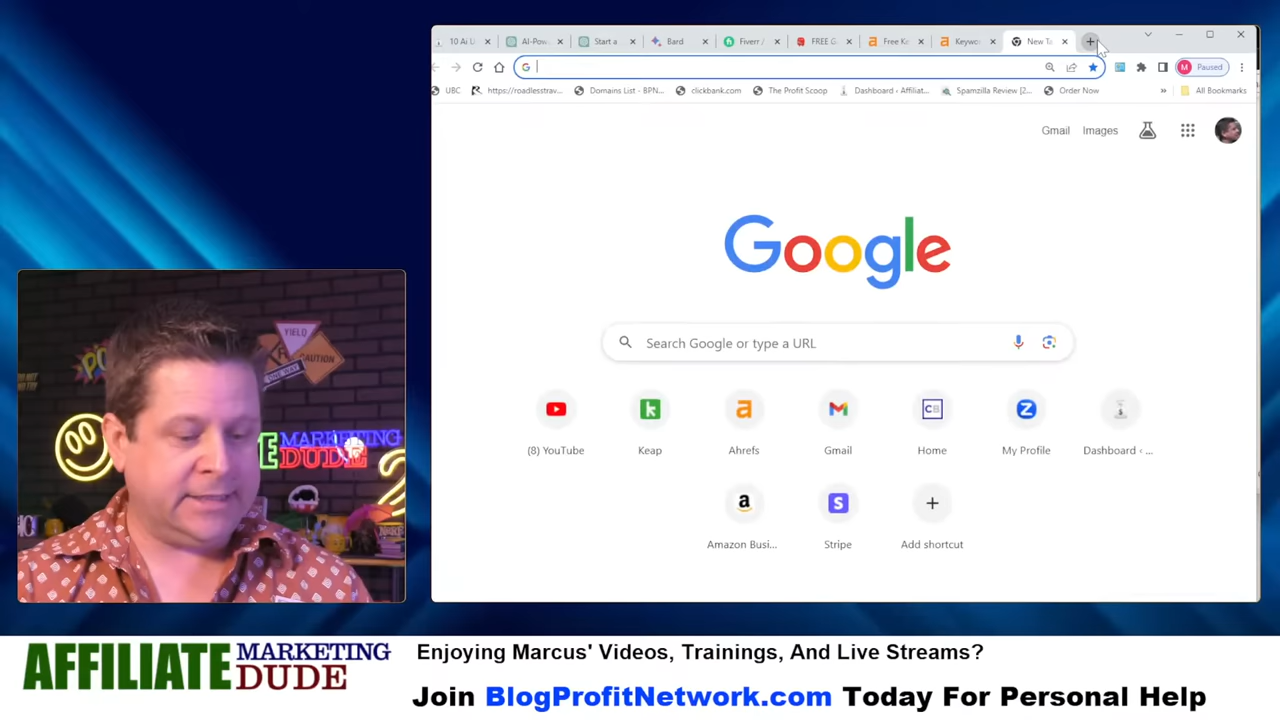 10 Ai U
AI-Pow
Start a
Bard
Fiverr /
FREE G
Free Ke
Keywo
New Ta
M Paused
UBC
https://roadlesstrav...
Domains List - BPN...
clickbank.com
The Profit Scoop
Dashboard ‹ Affiliat...
Spamzilla Review [2...
Order Now
»
All Bookmarks
Gmail
Images
Google
Search Google or type a URL
(8) YouTube
Keap
Ahrefs
Gmail
Home
My Profile
Dashboard ‹ ...
Amazon Busi...
Stripe
Add shortcut
YIELD
CAUTION
ONE WAY
MARKETING
DUDE
AFFILIATE MARKETING DUDE
Enjoying Marcus' Videos, Trainings, And Live Streams?
Join BlogProfitNetwork.com Today For Personal Help